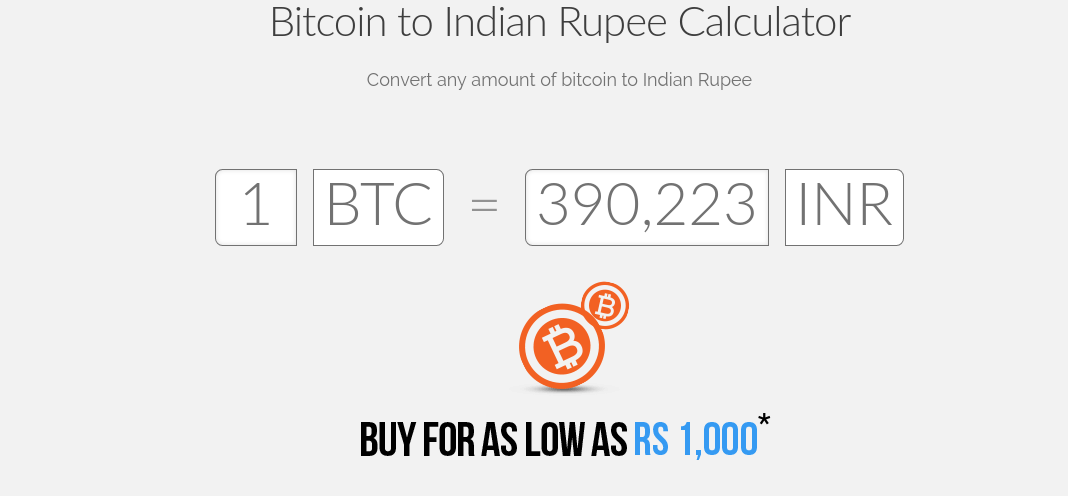 Bitcoin to Indian Rupee Calculator
Convert any amount of bitcoin to Indian Rupee
1 BTC = 390,223 INR
BUY FOR AS LOW AS RS 1,000*